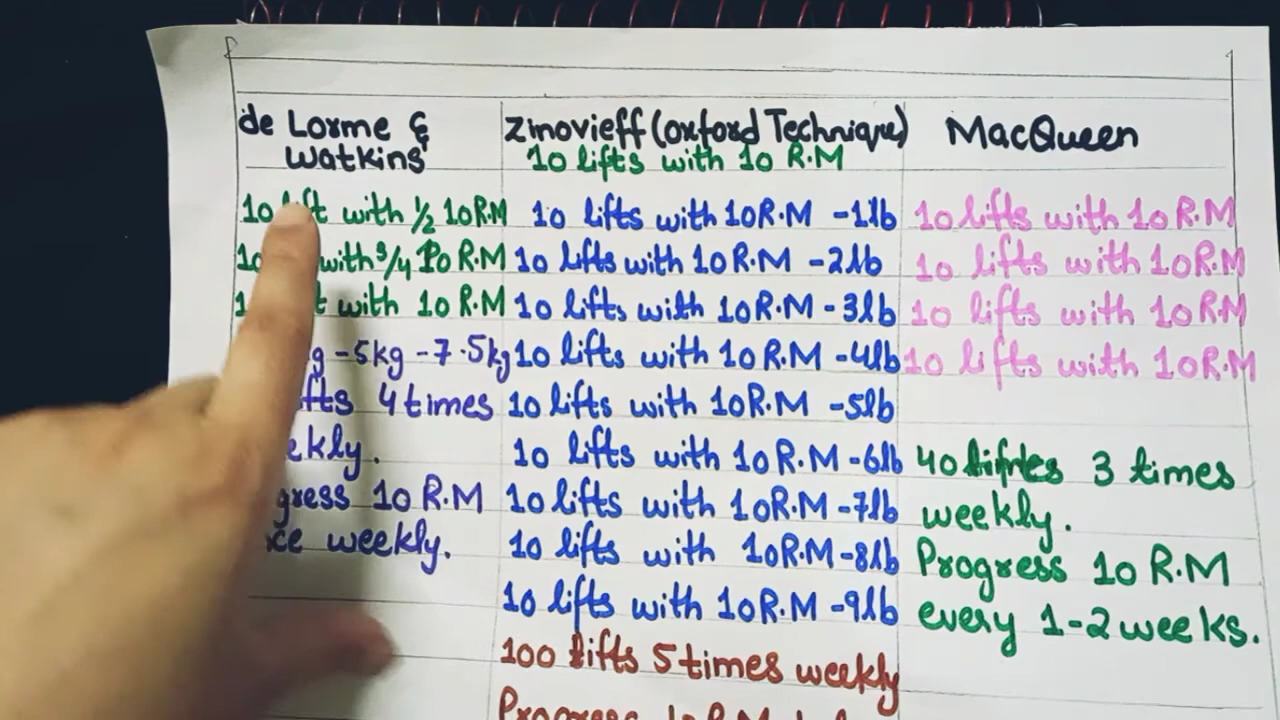 de Lorme &
Watkins
10 with ½ 10 R.M
with 3/4 10 R.M
with 10 R.M
-5kg -7.5kg
4 times
weekly.
10 R.M
weekly.
Zinovieff (Oxford Technique)
10 lifts with 10 R.M
10 lifts with 10 R.M -1lb
10 lifts with 10 R.M -2lb
10 lifts with 10 R.M -3lb
10 lifts with 10 R.M -4lb
10 lifts with 10 R.M -5lb
10 lifts with 10 R.M -6lb
10 lifts with 10 R.M -7lb
10 lifts with 10 R.M -8lb
10 lifts with 10 R.M -9lb
100 lifts 5 times weekly
Progress 10 R.M
MacQueen
10 lifts with 10 R.M
10 lifts with 10 R.M
10 lifts with 10 R.M
10 lifts with 10 R.M
40 3 times
weekly.
Progress 10 R.M
every 1-2 weeks.